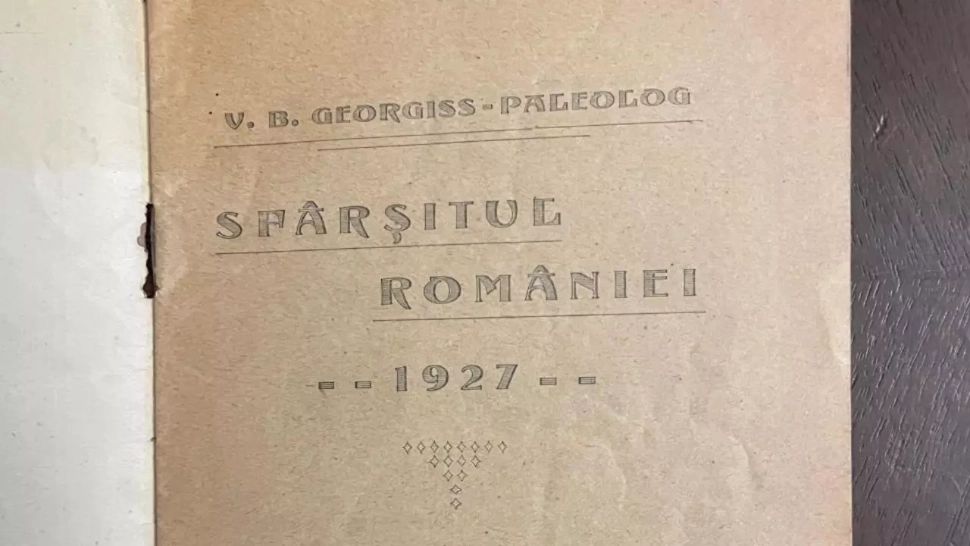 V. B. GEORGISS-PALEOLOG
SFÂRŞITUL
ROMÂNIEI
= = 1927 = =